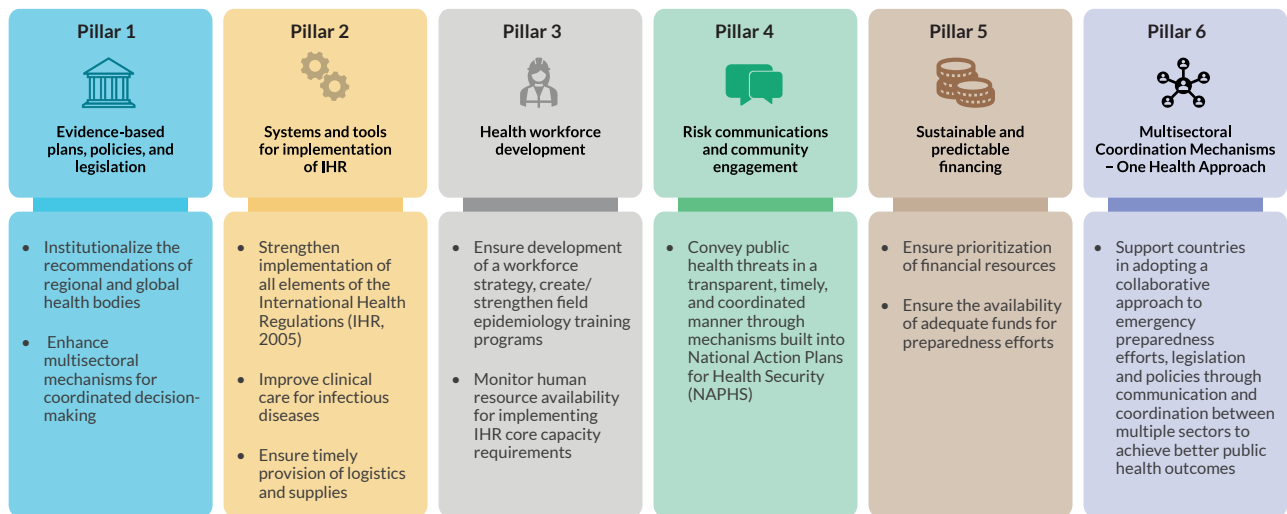 Pillar 1
Evidence-based
plans, policies, and
legislation
• Institutionalize the
recommendations of
regional and global
health bodies
• Enhance
multisectoral
mechanisms for
coordinated decision-
making
Pillar 2
Systems and tools
for implementation
of IHR
• Strengthen
implementation of
all elements of the
International Health
Regulations (IHR,
2005)
• Improve clinical
care for infectious
diseases
• Ensure timely
provision of logistics
and supplies
Pillar 3
Health workforce
development
• Ensure development
of a workforce
strategy, create/
strengthen field
epidemiology training
programs
• Monitor human
resource availability
for implementing
IHR core capacity
requirements
Pillar 4
Risk communications
and community
engagement
• Convey public
health threats in a
transparent, timely,
and coordinated
manner through
mechanisms built into
National Action Plans
for Health Security
(NAPHS)
Pillar 5
Sustainable and
predictable
financing
• Ensure prioritization
of financial resources
• Ensure the availability
of adequate funds for
preparedness efforts
Pillar 6
Multisectoral
Coordination Mechanisms
– One Health Approach
• Support countries
in adopting a
collaborative
approach to
emergency
preparedness
efforts, legislation
and policies through
communication and
coordination between
multiple sectors to
achieve better public
health outcomes